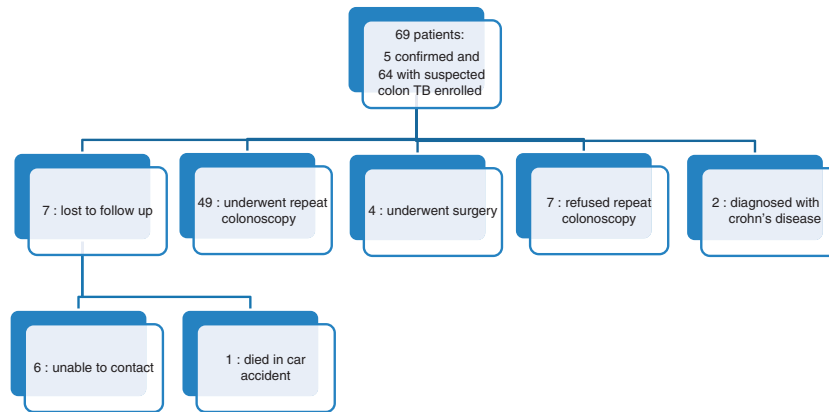 69 patients:
5 confirmed and
64 with suspected
colon TB enrolled
7 : lost to follow up
49 : underwent repeat
colonoscopy
4 : underwent surgery
7 : refused repeat
colonoscopy
2 : diagnosed with
crohn's disease
6 : unable to contact
1 : died in car
accident